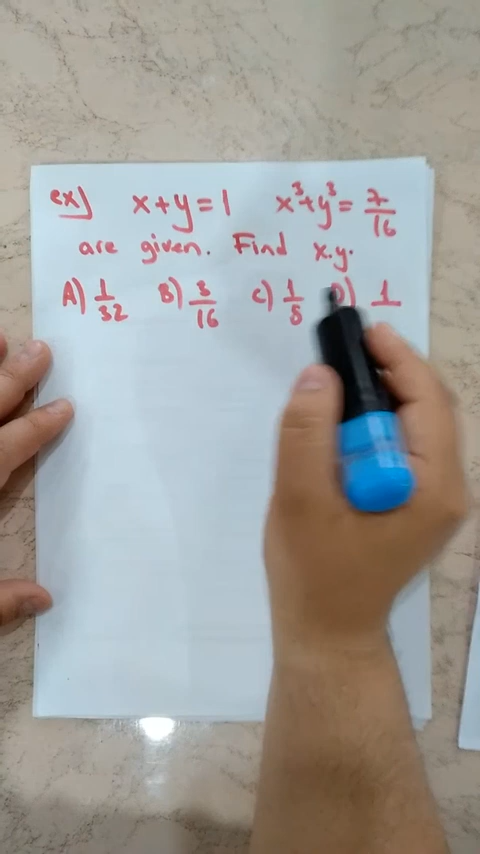 ex) x+y=1 x³+y³= 7/16
are given. Find x.y.
A) 1/32 B) 3/16 C) 1/8 D) 1